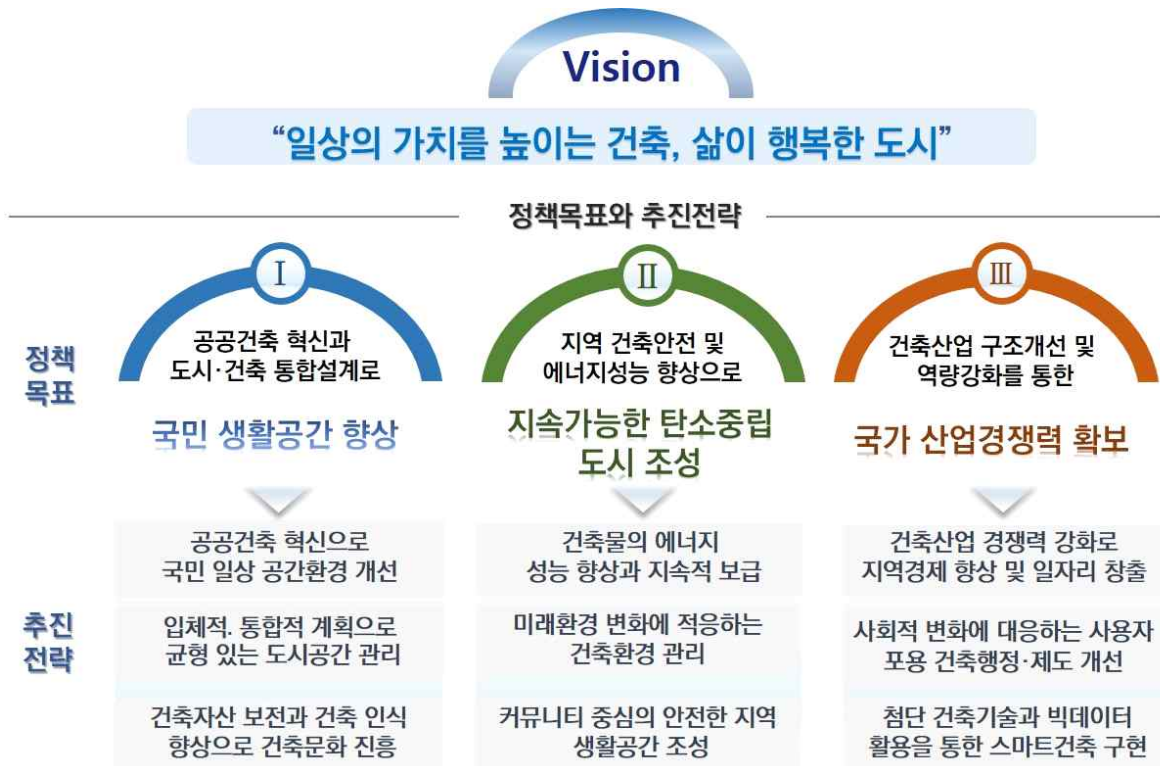 Vision
“일상의 가치를 높이는 건축, 삶이 행복한 도시”
정책목표와 추진전략
정책
목표
Ⅰ
공공건축 혁신과
도시·건축 통합설계로
국민 생활공간 향상
Ⅱ
지역 건축안전 및
에너지성능 향상으로
지속가능한 탄소중립
도시 조성
Ⅲ
건축산업 구조개선 및
역량강화를 통한
국가 산업경쟁력 확보
추진
전략
공공건축 혁신으로
국민 일상 공간환경 개선
건축물의 에너지
성능 향상과 지속적 보급
건축산업 경쟁력 강화로
지역경제 향상 및 일자리 창출
입체적. 통합적 계획으로
균형 있는 도시공간 관리
미래환경 변화에 적응하는
건축환경 관리
사회적 변화에 대응하는 사용자
포용 건축행정·제도 개선
건축자산 보전과 건축 인식
향상으로 건축문화 진흥
커뮤니티 중심의 안전한 지역
생활공간 조성
첨단 건축기술과 빅데이터
활용을 통한 스마트건축 구현